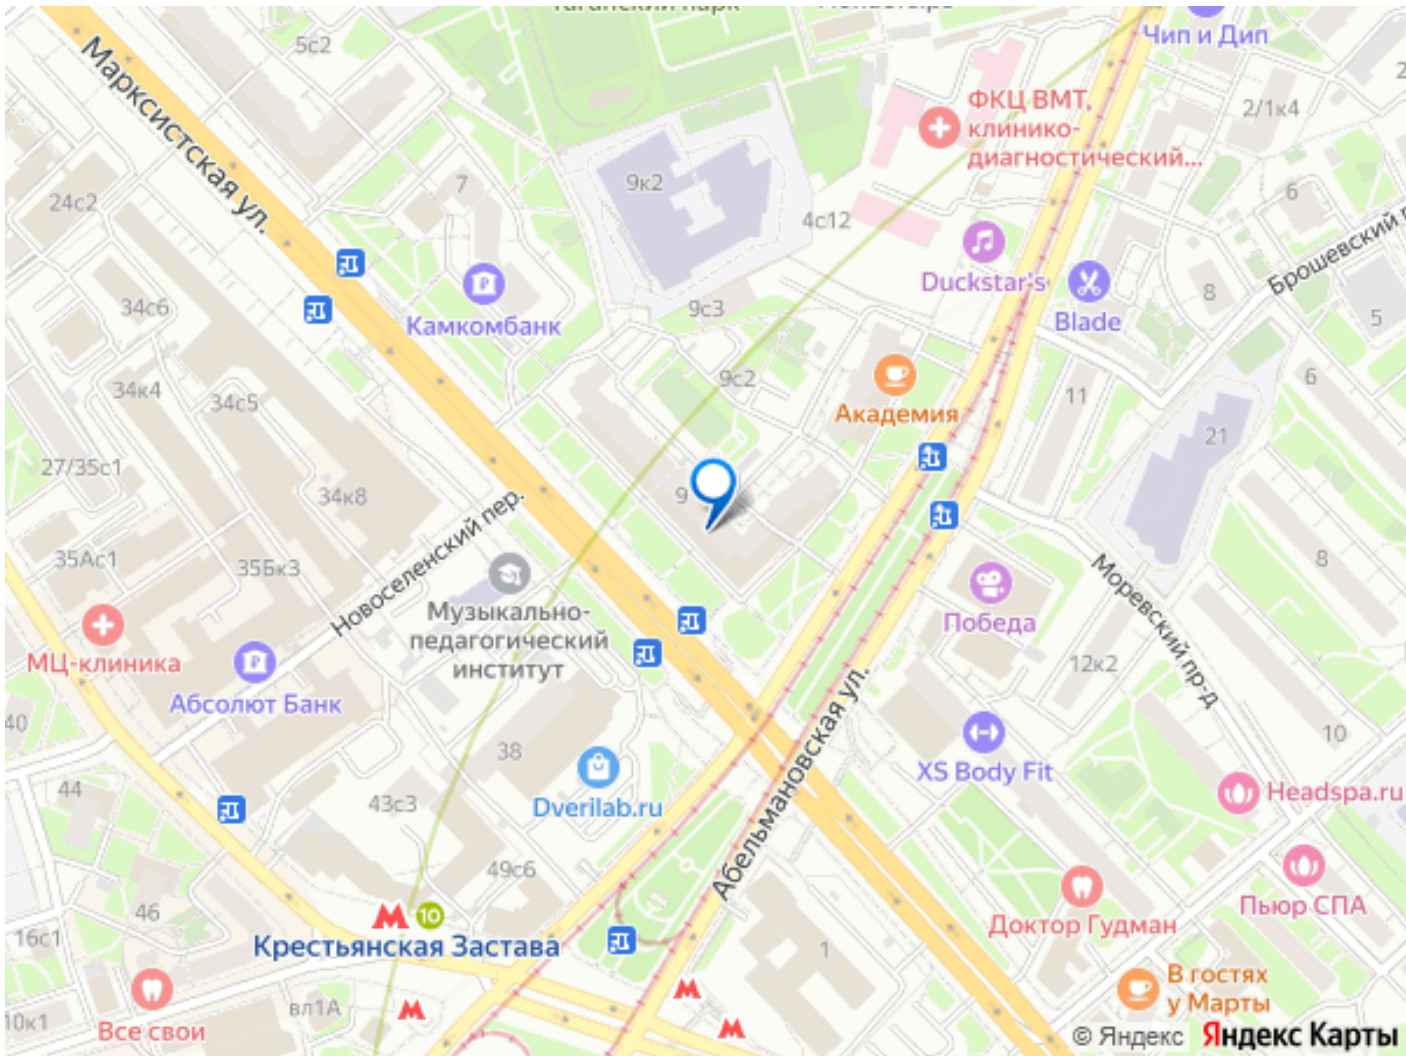 Таганский парк
5с2
Чип и Дип
Марксистская ул.
ФКЦ ВМТ,
клинико-
диагностический...
2/1к4
24с2
7
9к2
4с12
6
Duckstar's
Blade
8
Брошевский
5
34с6
Камкомбанк
9с3
34к4
34с5
9с2
Академия
11
6
21
27/35с1
34к8
9
Новоселенский пер.
35Ас1
35Бк3
Музыкально-
педагогический
институт
Победа
Моревский пр-д
8
МЦ-клиника
Абсолют Банк
12к2
40
38
Абельмановская ул.
XS Body Fit
10
44
43с3
Dverilab.ru
Headspa.ru
49с6
46
10
Крестьянская Застава
Доктор Гудман
Пьюр СПА
16с1
1
В гостях
у Марты
вл1А
10к1
Все свои
© Яндекс Яндекс Карты